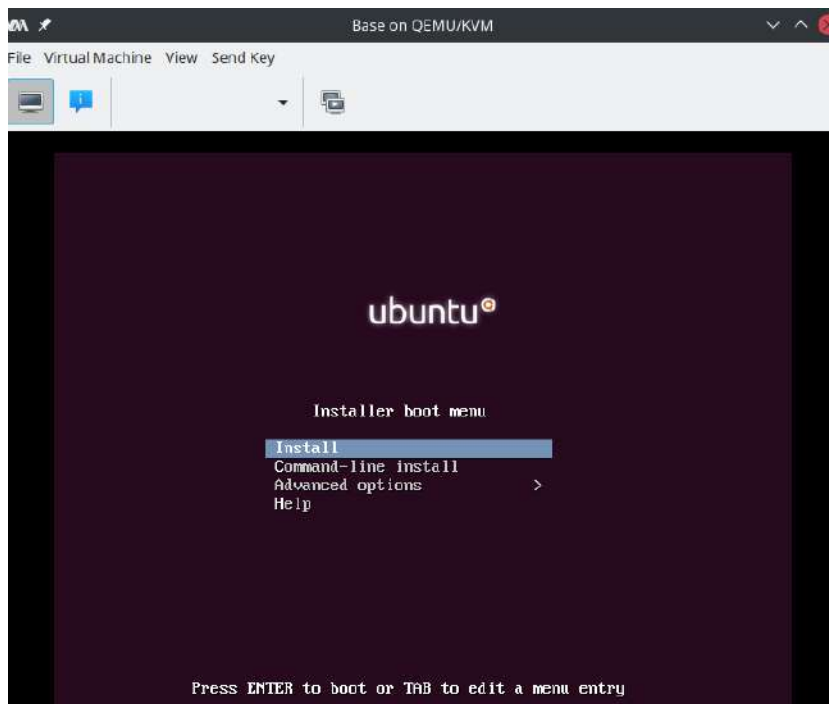 Base on QEMU/KVM
File Virtual Machine View Send Key
ubuntu
Installer boot menu
Install
Command-line install
Advanced options >
Help
Press ENTER to boot or TAB to edit a menu entry